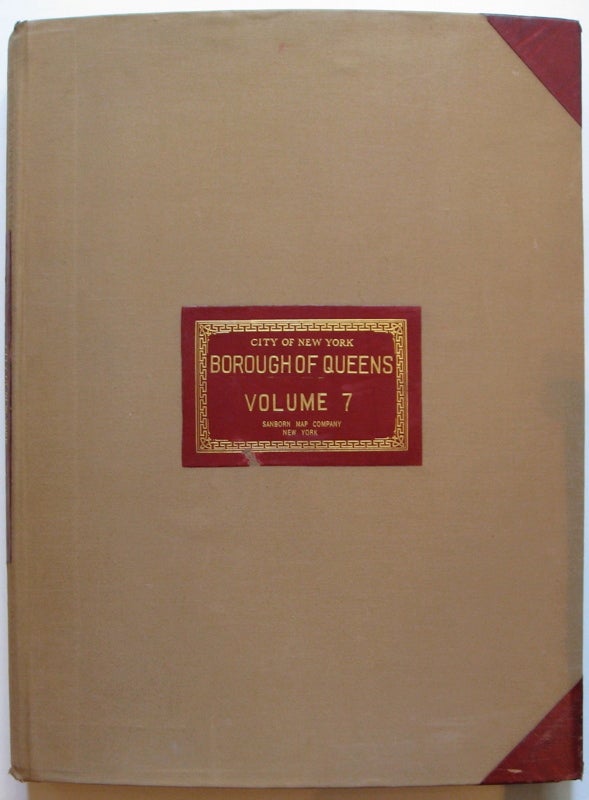 CITY OF NEW YORK
BOROUGH OF QUEENS
VOLUME 7
SANBORN MAP COMPANY
NEW YORK